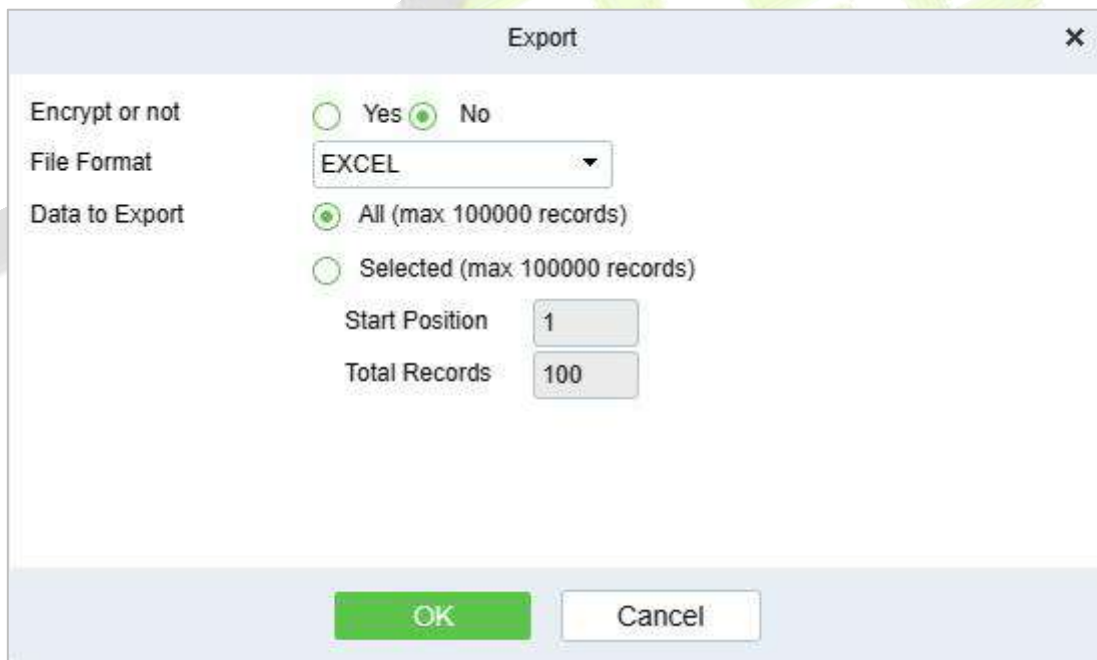 Export
Encrypt or not Yes No
File Format EXCEL
Data to Export All (max 100000 records)
Selected (max 100000 records)
Start Position 1
Total Records 100
OK Cancel